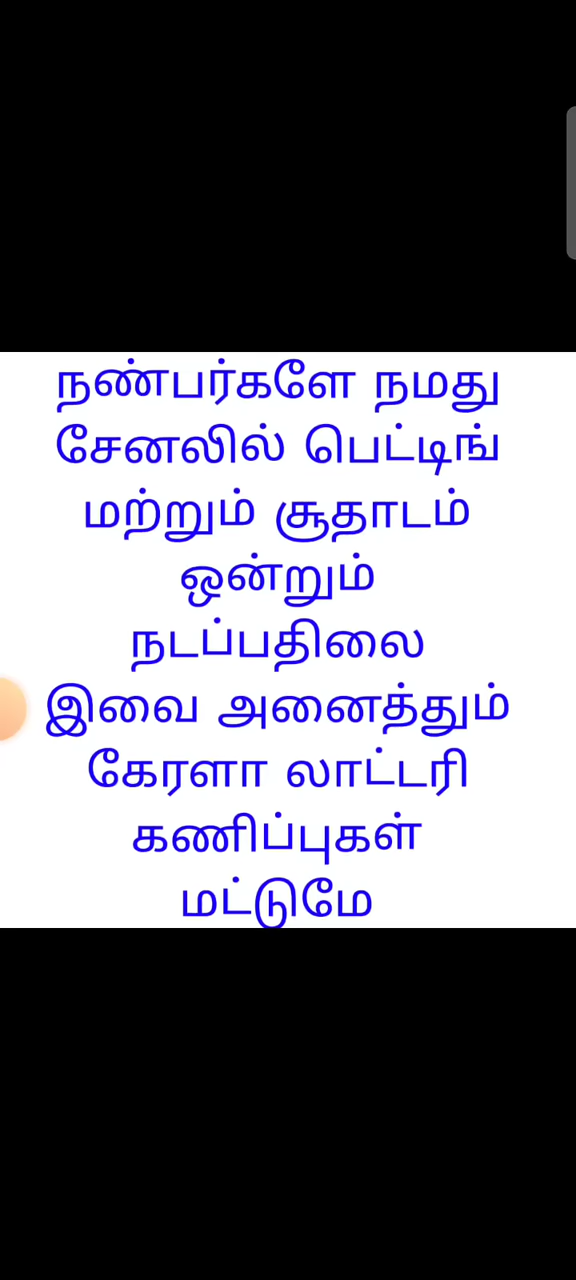 நண்பர்களே நமது
சேனலில் பெட்டிங்
மற்றும் சூதாடம்
ஒன்றும்
நடப்பதிலை
இவை அனைத்தும்
கேரளா லாட்டரி
கணிப்புகள்
மட்டுமே